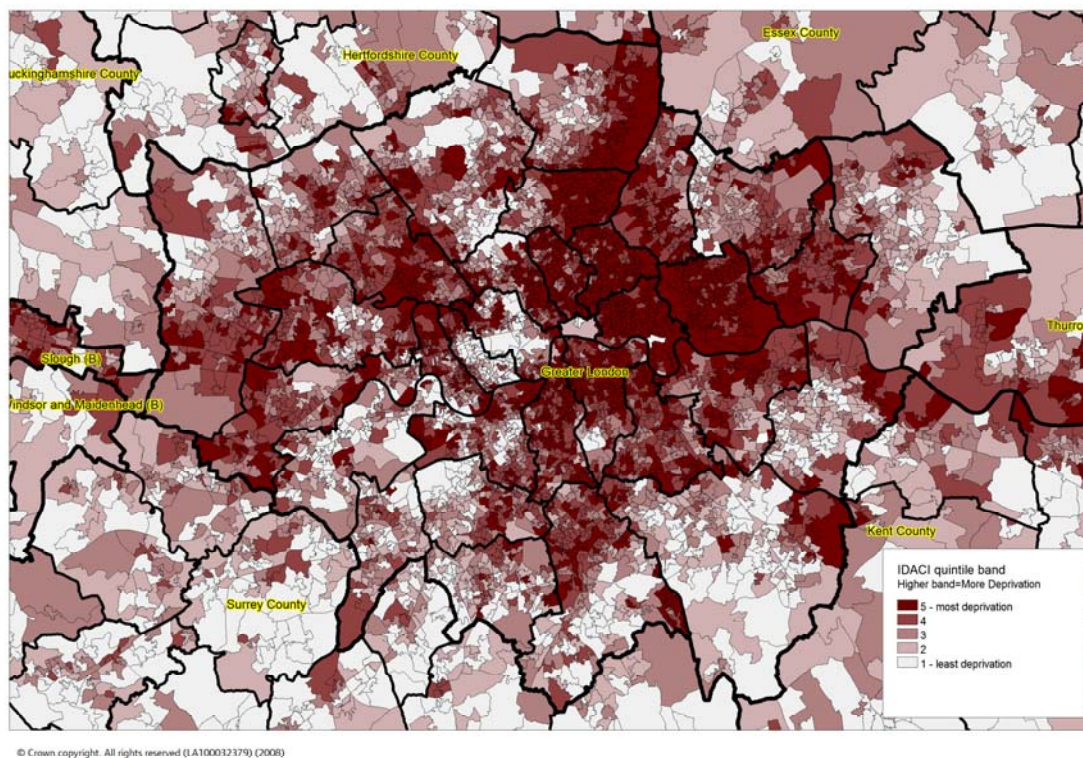 Essex County
Hertfordshire County
uckinghamshire County
Thurro
Slough (B)
Greater London
Windsor and Maidenhead (B)
Kent County
Surrey County
IDACI quintile band
Higher band=More Deprivation
5 - most deprivation
4
3
2
1 - least deprivation
© Crown copyright. All rights reserved (LA100032379) (2008)